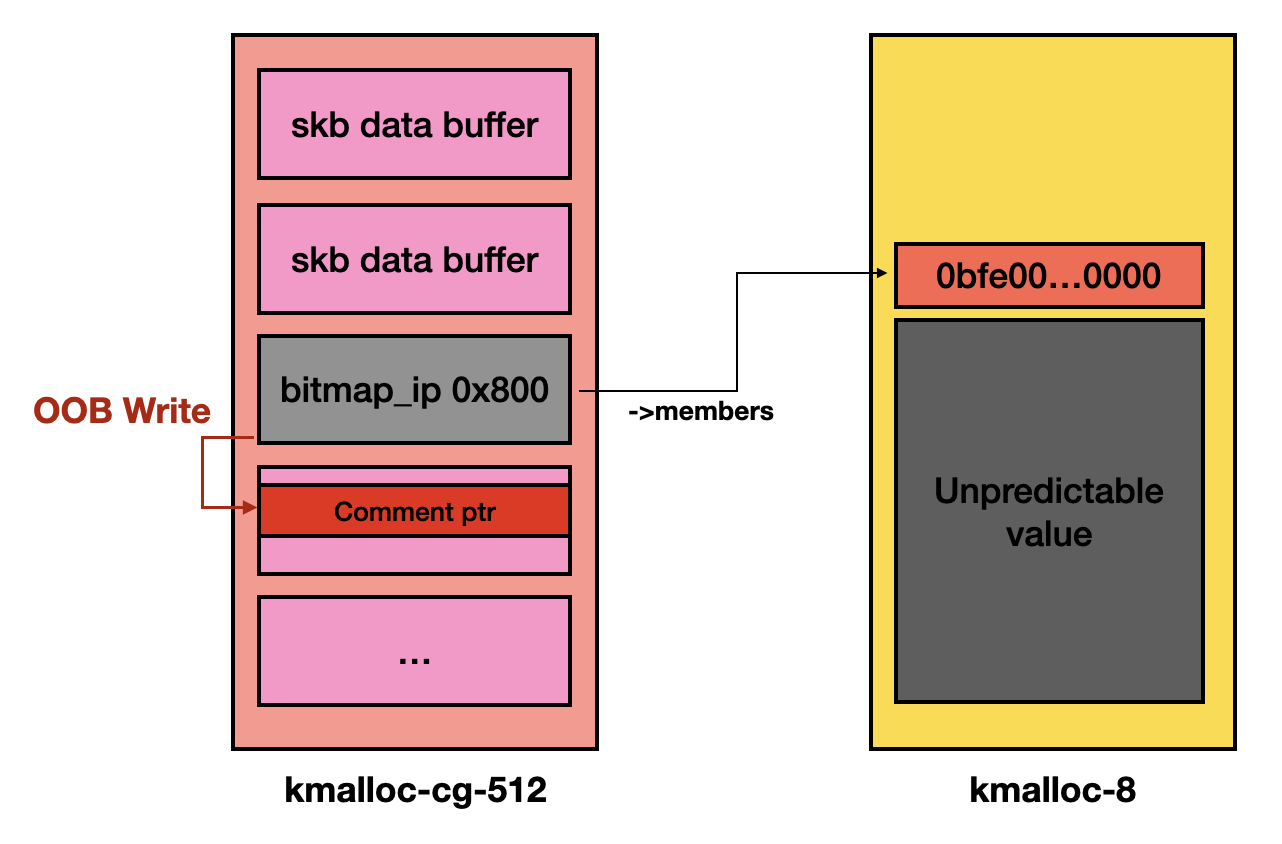 skb data buffer
skb data buffer
bitmap_ip 0x800
OOB Write
Comment ptr
...
kmalloc-cg-512
->members
0bfe00...0000
Unpredictable
value
kmalloc-8